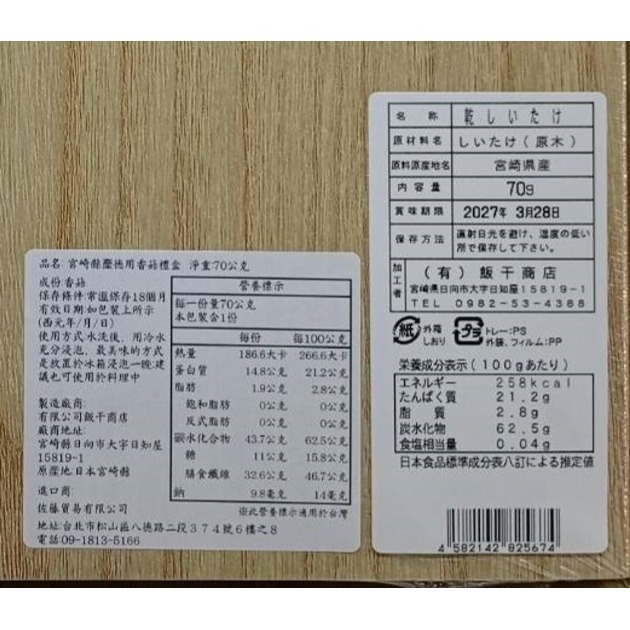 品名: 宮崎縣壓德用香菇禮盒 淨重:70公克
成份:香菇
保存條件:常溫保存18個月
有效日期:如包裝上所示
(西元年/月/日)
使用方式:水洗後，用冷水
充分浸泡，最美味的方式
是放置於冰箱浸泡一晚;建
議也可使用於料理中
製造廠商:
有限公司飯干商店
廠商地址:
宮崎縣日向市大字日知屋
15819-1
原產地:日本宮崎縣
進口商:
佐藤貿易有限公司
地址:台北市松山區八德路二段374號6樓之8
電話:09-1813-5166
營養標示
每一份量70公克
本包裝含1份
每份 每100公克
熱量 186.6大卡 266.6大卡
蛋白質 14.8公克 21.2公克
脂肪 1.9公克 2.8公克
飽和脂肪 0公克 0公克
反式脂肪 0公克 0公克
碳水化合物 43.7公克 62.5公克
糖 11公克 15.8公克
膳食纖維 32.6公克 46.7公克
鈉 9.8毫克 14毫克
※此營養標示適用於台灣
名称 乾しいたけ
原材料名 しいたけ(原木)
原料原産地名 宮崎県産
内容量 70g
賞味期限 2027年 3月28日
保存方法 直射日光を避け、湿度の低い
所で保存して下さい。
加工者 (有)飯干商店
宮崎県日向市大字日知屋15819-1
TEL 0982-53-4388
紙 外箱
しおり
プラ トレー:PS
外装、フィルム:PP
栄養成分表示(100gあたり)
エネルギー 258kcal
たんぱく質 21.2g
脂質 2.8g
炭水化物 62.5g
食塩相当量 0.04g
日本食品標準成分表八訂による推定値
4 582142 825674